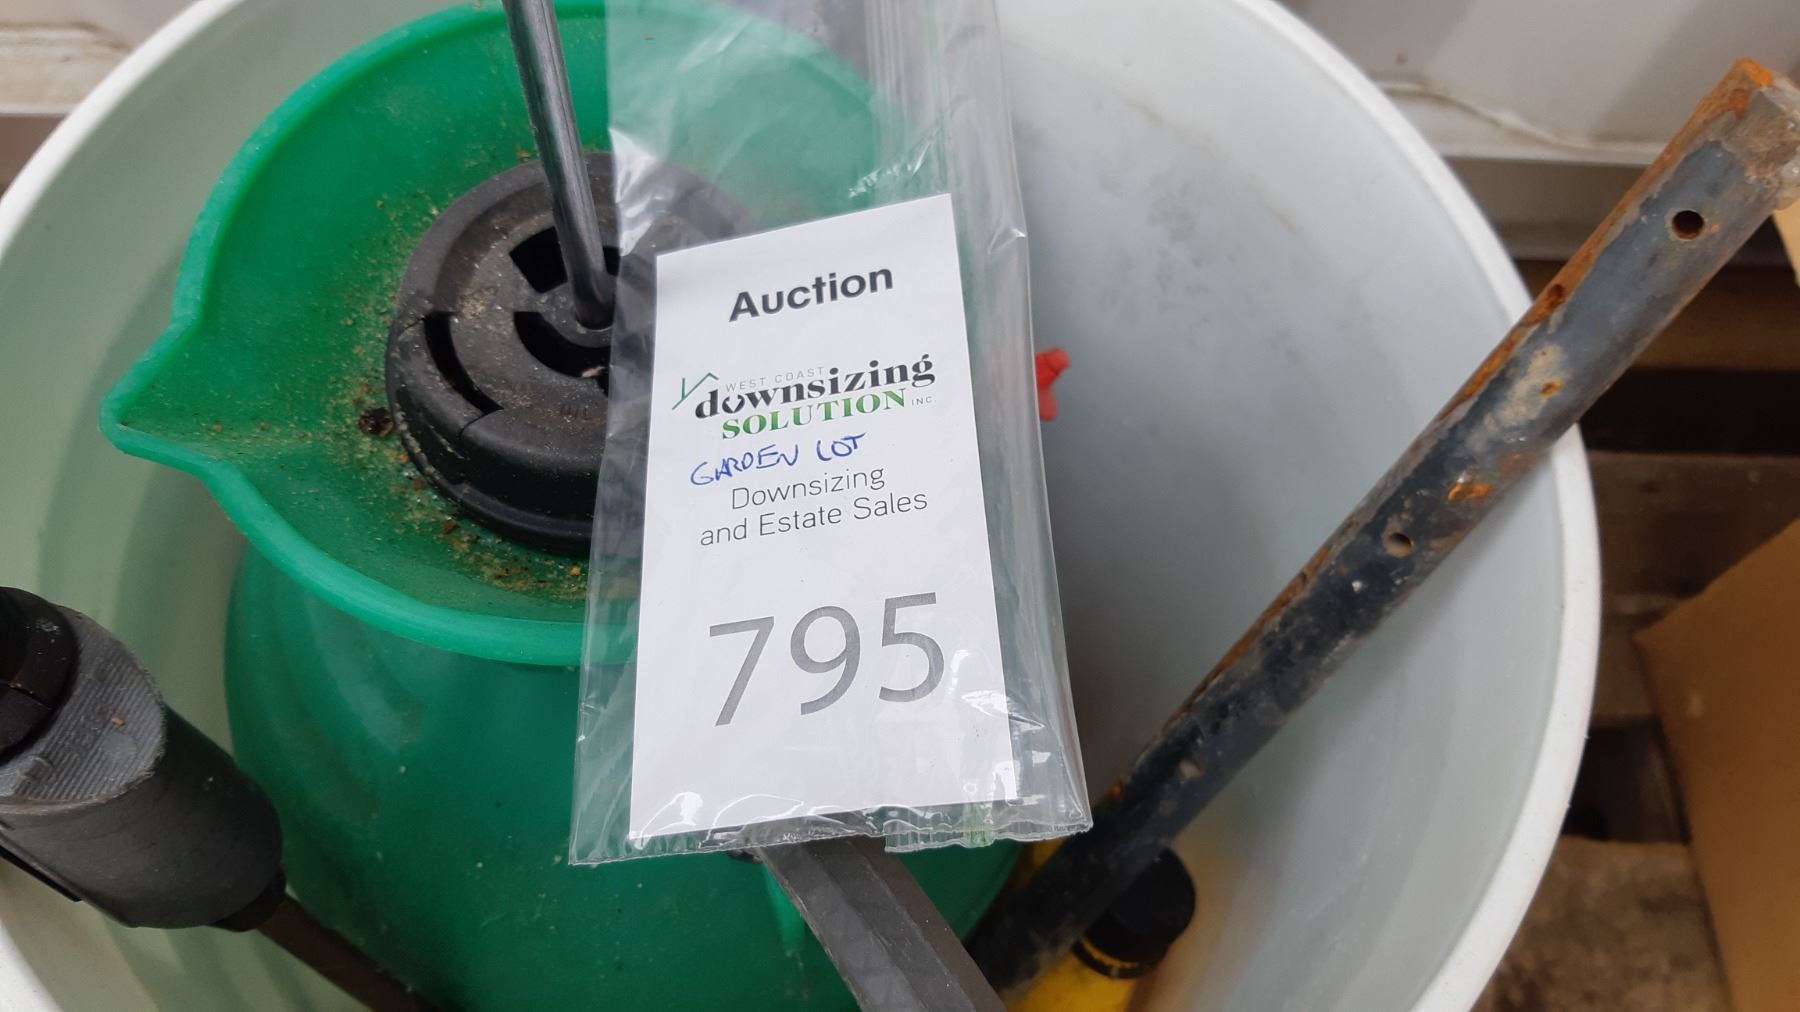 Auction
WEST COAST
downsizing
SOLUTION INC.
GARDEN LOT
Downsizing
and Estate Sales
795